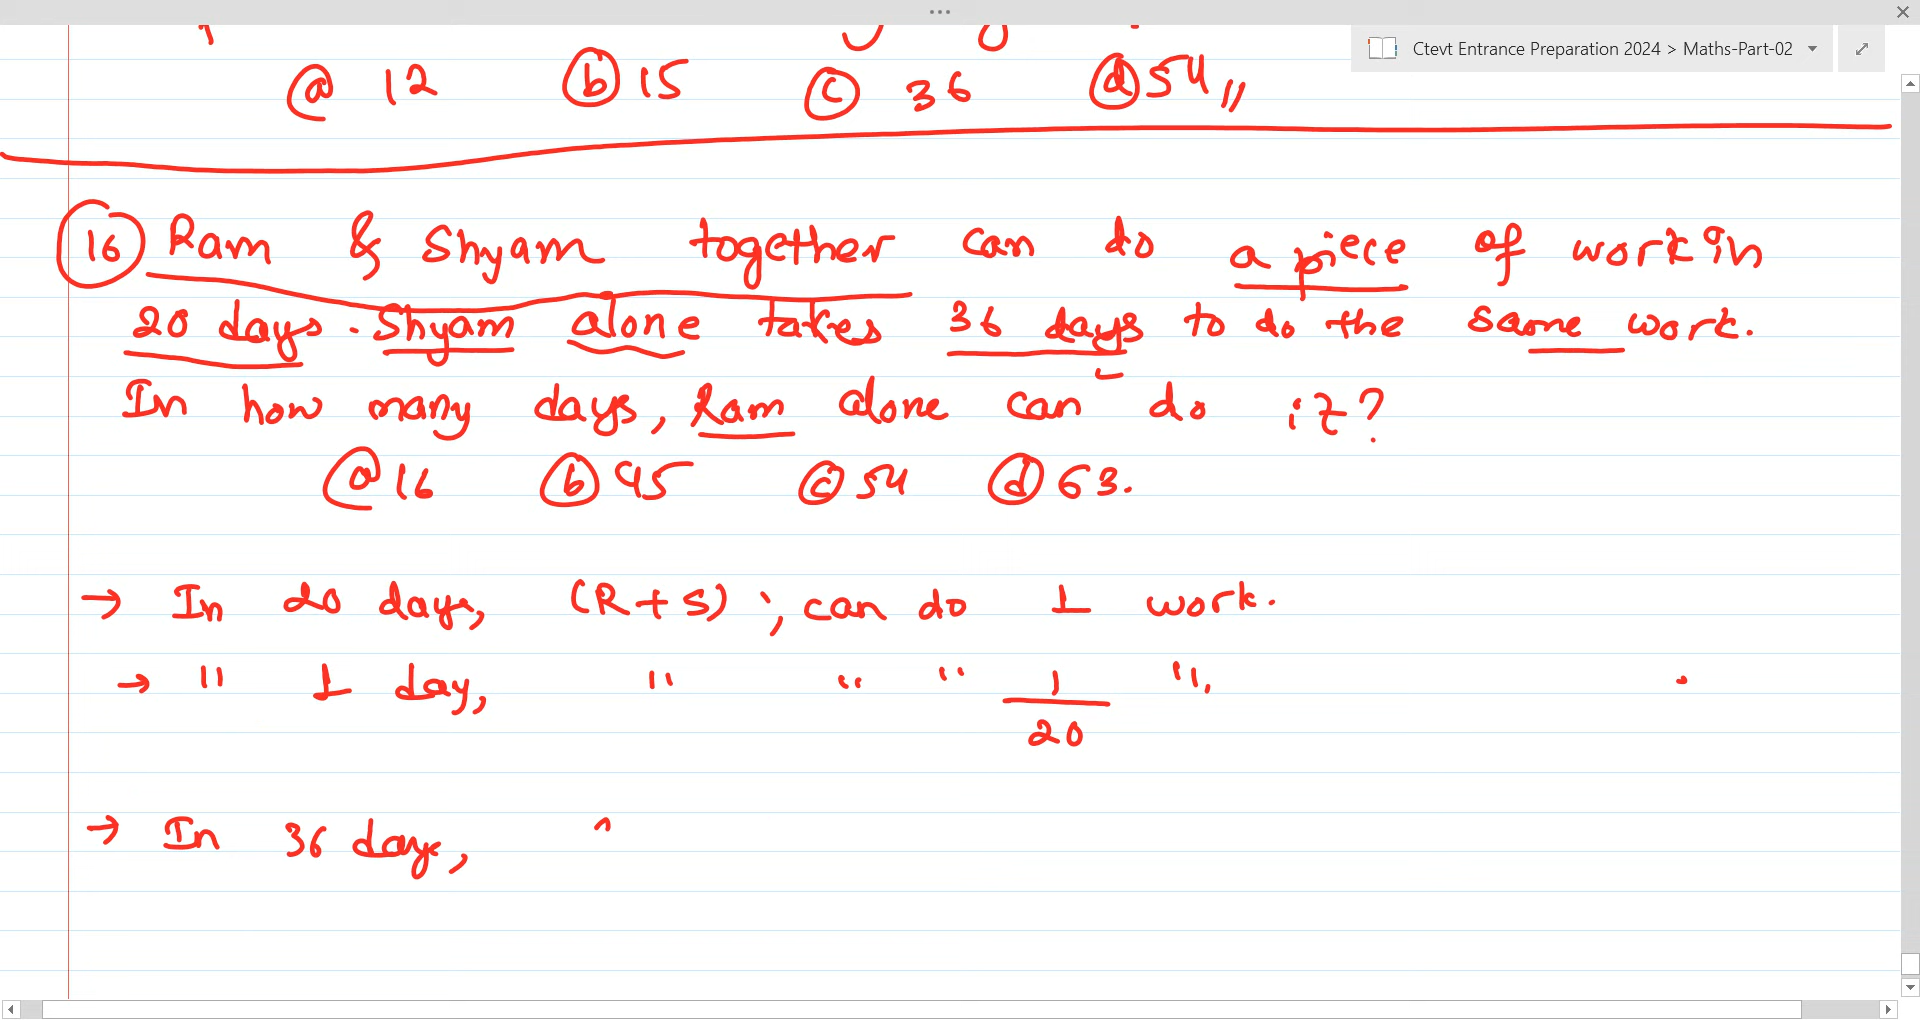 Ctevt Entrance Preparation 2024 > Maths-Part-02
ⓐ 12 ⓑ 15 ⓒ 36 ⓓ 54,,
⑯ Ram & Shyam together can do a piece of work in
20 days. Shyam alone takes 36 days to do the same work.
In how many days, Ram alone can do it?
ⓐ 16 ⓑ 45 ⓒ 54 ⓓ 63.
→ In 20 days, (R+S); can do 1 work.
→ " 1 day, " " " 1/20 ".
→ In 36 days,